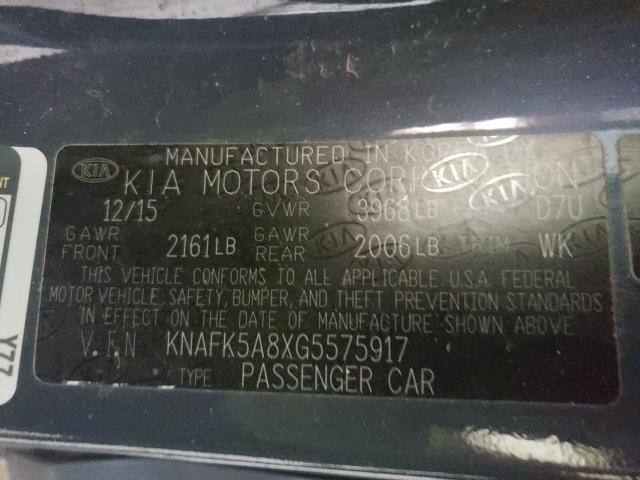 MANUFACTURED IN KOREA BY
KIA KIA MOTORS CORPORATION
12/15 GVWR 3968LB D7U
GAWR FRONT 2161LB GAWR REAR 2006LB TRIM WK
THIS VEHICLE CONFORMS TO ALL APPLICABLE U.S.A. FEDERAL
MOTOR VEHICLE, SAFETY, BUMPER, AND THEFT PREVENTION STANDARDS
IN EFFECT ON THE DATE OF MANUFACTURE SHOWN ABOVE
V.I.N KNAFK5A8XG5575917
TYPE PASSENGER CAR
Y77